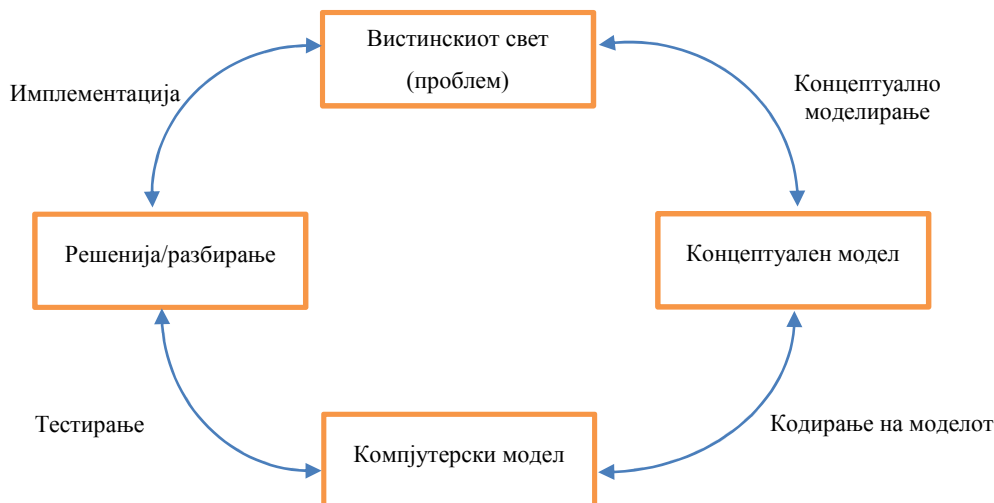 Вистинскиот свет
(проблем)
Имплементација
Концептуално
моделирање
Решенија/разбирање
Концептуален модел
Тестирање
Кодирање на моделот
Компјутерски модел